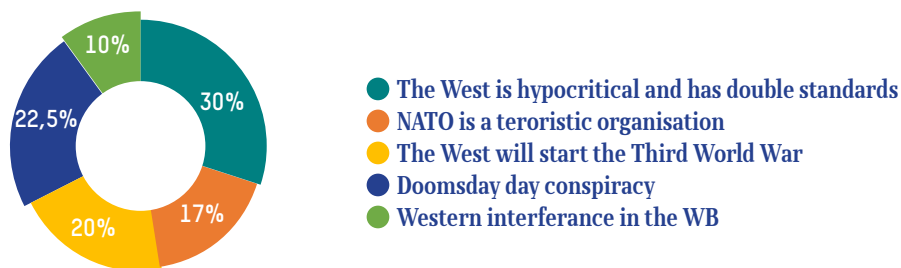 10%
30%
22,5%
20%
17%
The West is hypocritical and has double standards
NATO is a teroristic organisation
The West will start the Third World War
Doomsday day conspiracy
Western interferance in the WB